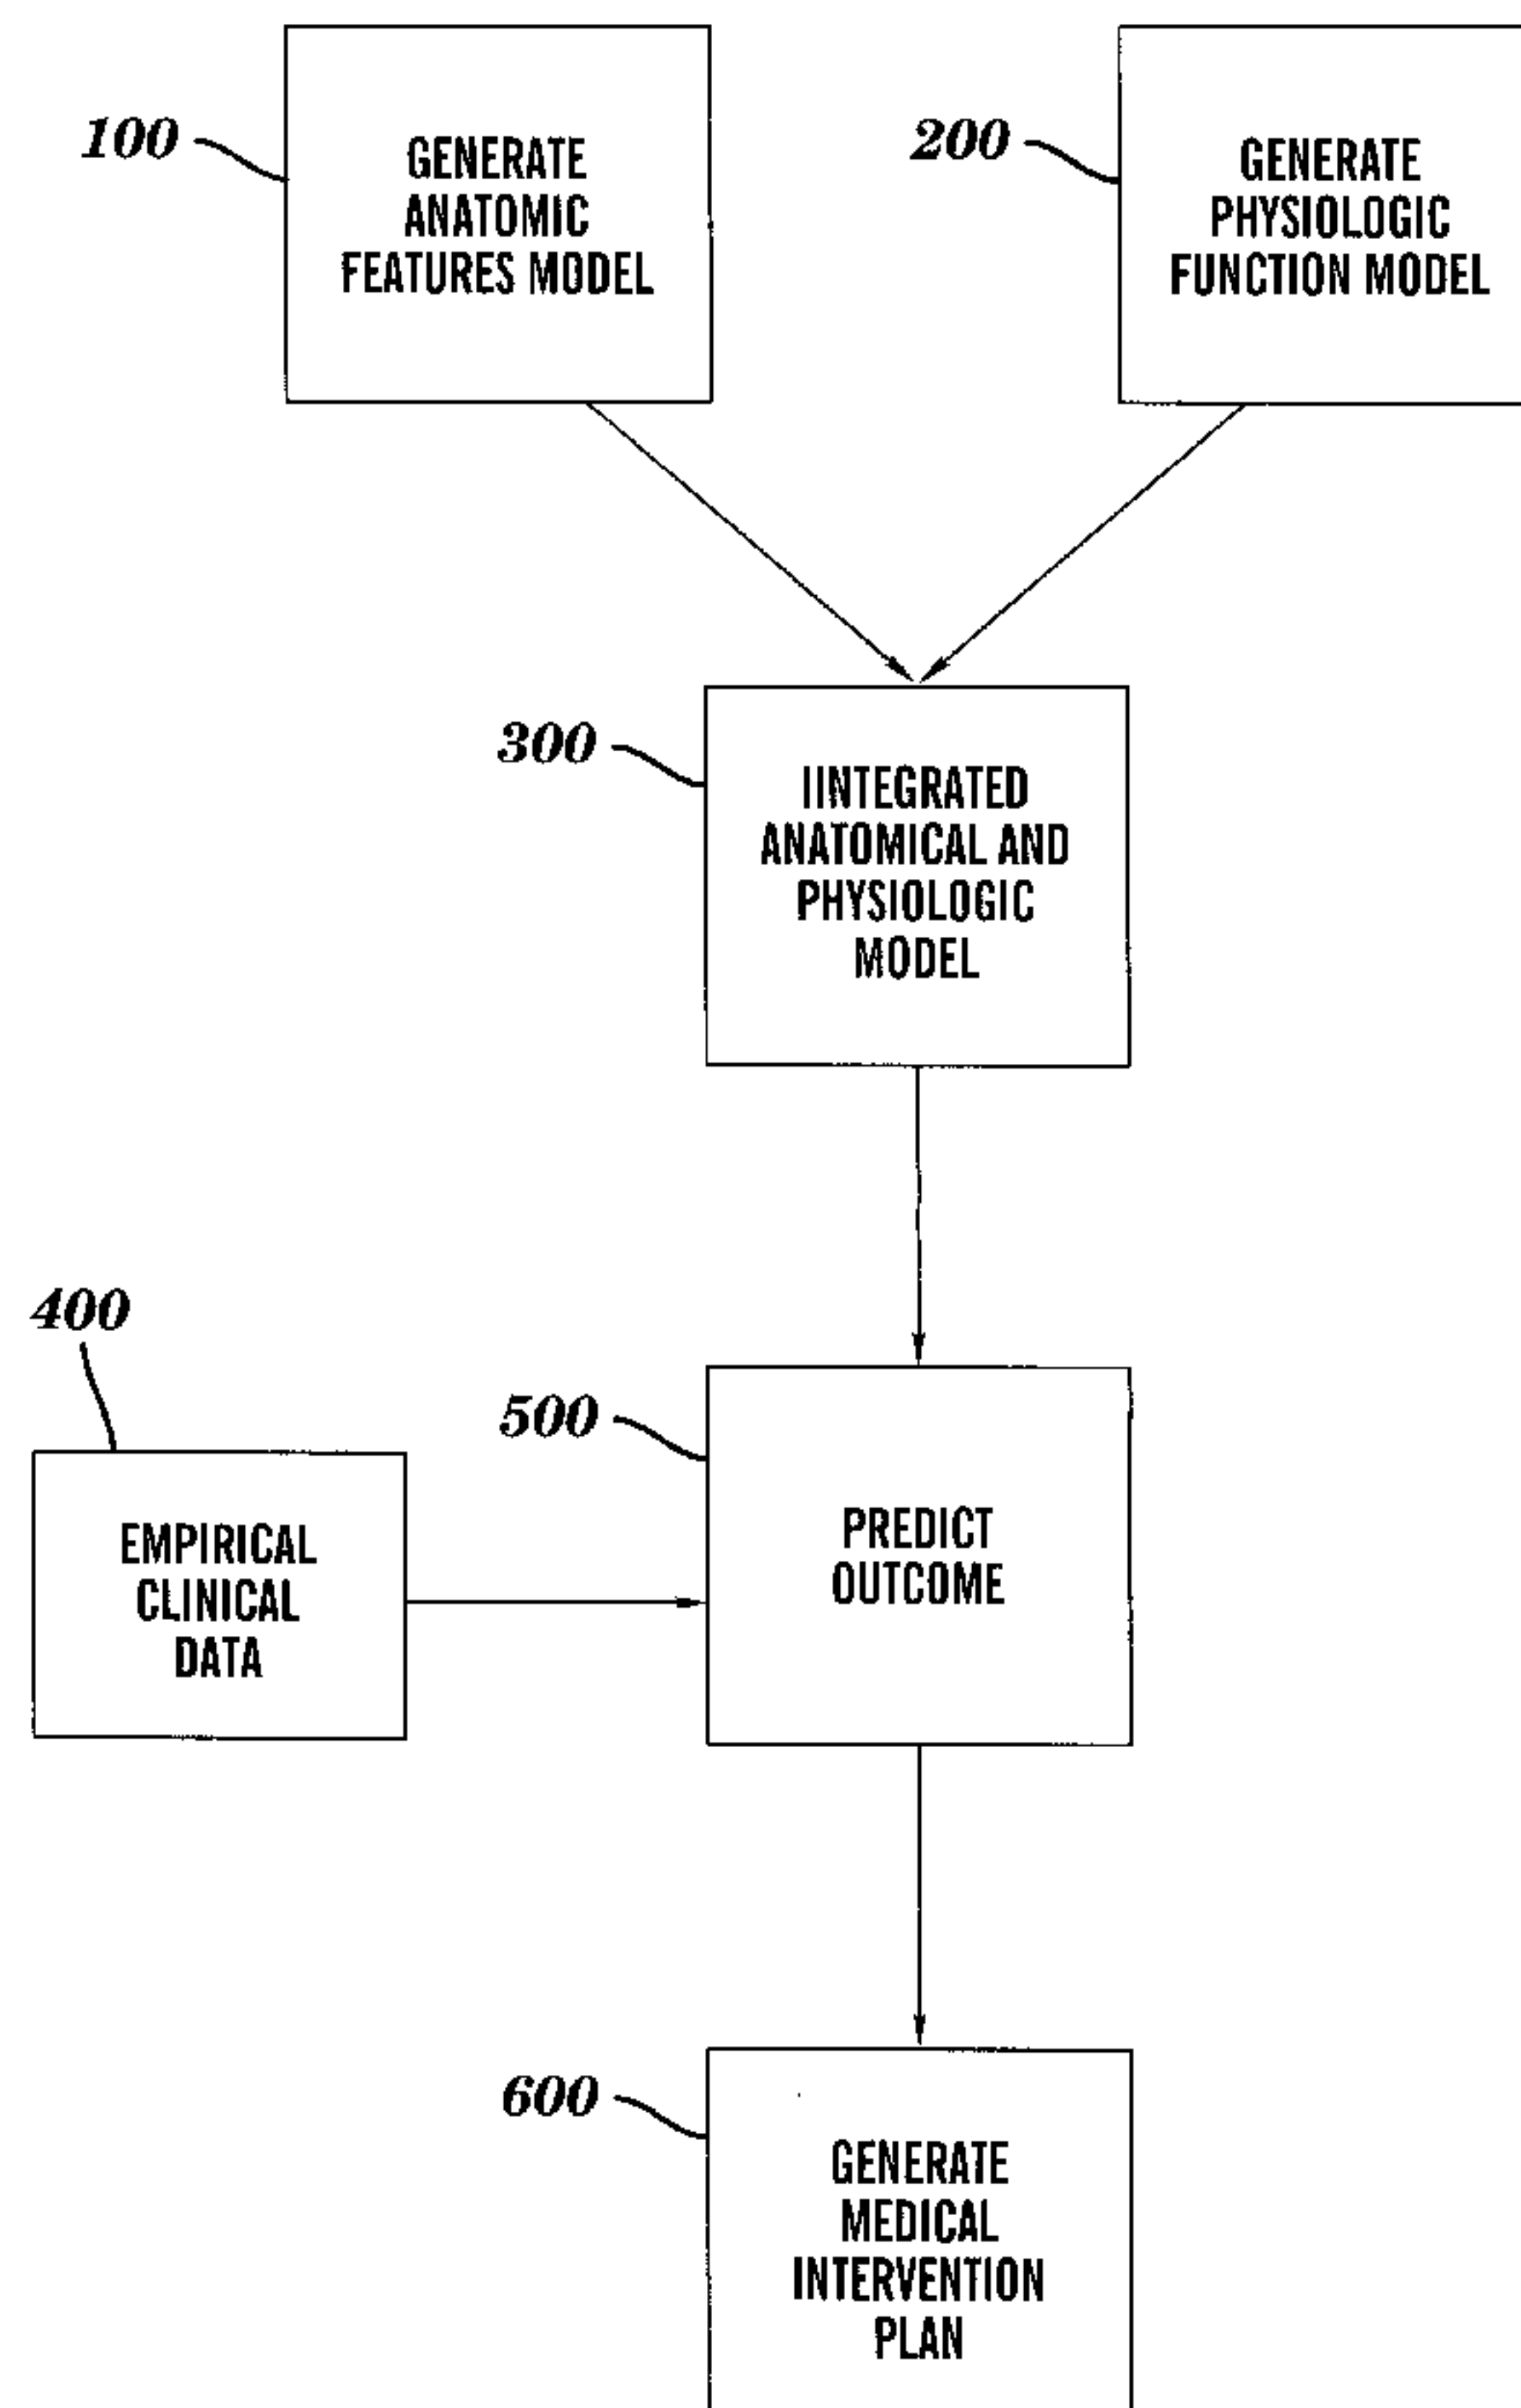 100
GENERATE
ANATOMIC
FEATURES MODEL
200
GENERATE
PHYSIOLOGIC
FUNCTION MODEL
300
IINTEGRATED
ANATOMICAL AND
PHYSIOLOGIC
MODEL
400
EMPIRICAL
CLINICAL
DATA
500
PREDICT
OUTCOME
600
GENERATE
MEDICAL
INTERVENTION
PLAN